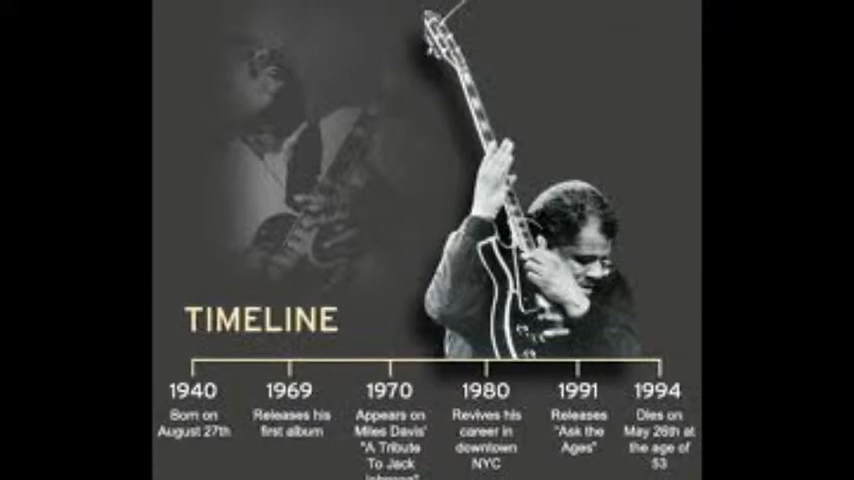 TIMELINE
1940 1969 1970 1980 1991 1994
Born on
August 27th
Releases his
first album
Appears on
Miles Davis'
"A Tribute
To Jack
Revives his
career in
downtown
NYC
Releases
"Ask the
Ages"
Dies on
May 26th at
the age of
53